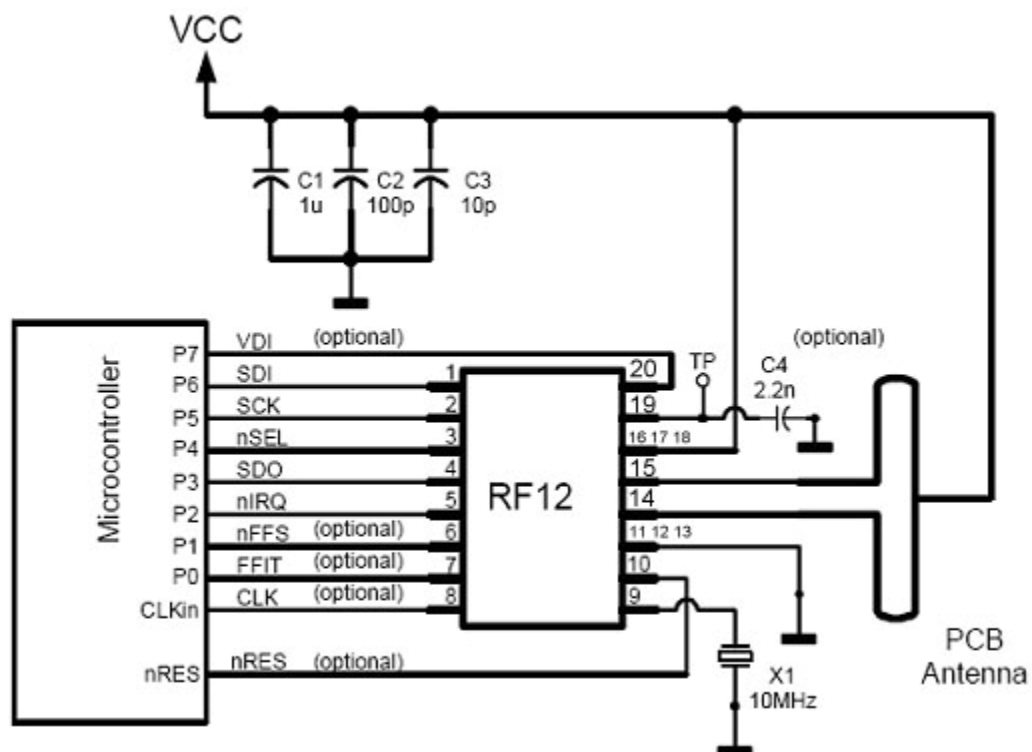 VCC
C1
1u
C2
100p
C3
10p
Microcontroller
P7 VDI (optional)
P6 SDI
P5 SCK
P4 nSEL
P3 SDO
P2 nIRQ
P1 nFFS (optional)
P0 FFIT (optional)
CLKin CLK (optional)
nRES nRES (optional)
1
2
3
4
5
6
7
8
RF12
20
19
16 17 18
15
14
11 12 13
10
9
TP
(optional)
C4
2.2n
X1
10MHz
PCB
Antenna